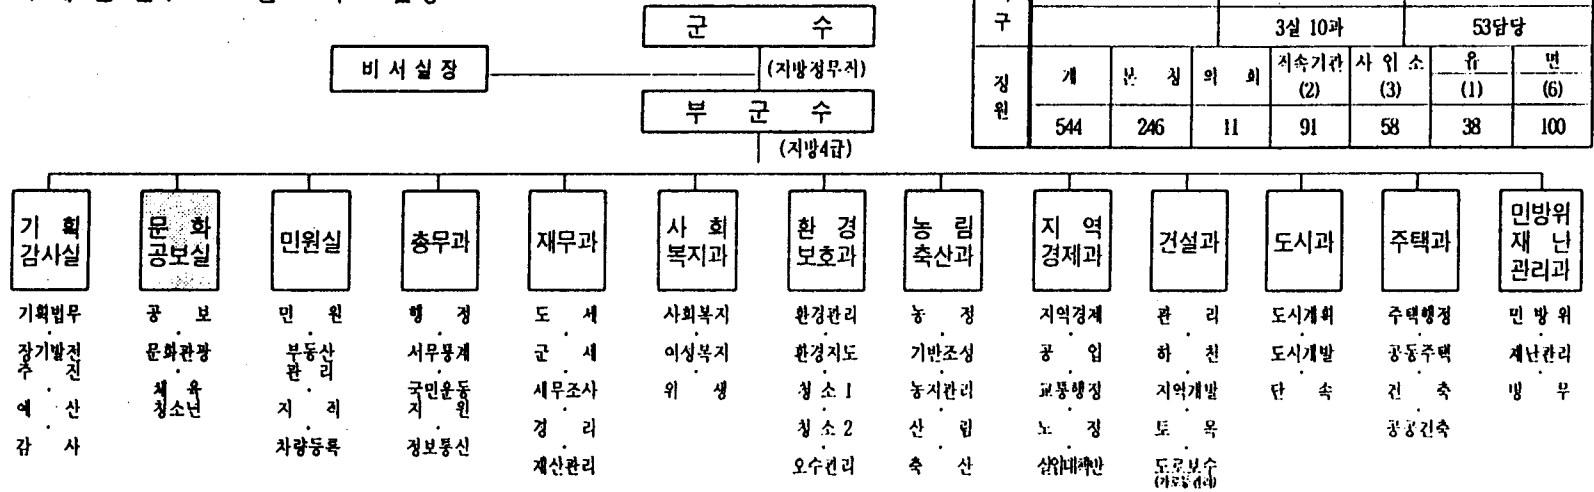 군 수
(지방정무직)
비서실장
부 군 수
(지방4급)
구
3실 10과 53담당
정원
계 본 청 의 회 직속기관 (2) 사업소 (3) 읍 (1) 면 (6)
544 246 11 91 58 38 100
기 획 감사실
기획법무
장기발전 추 진
예 산
감 사
문 화 공보실
공 보
문화관광
체 육 청소년
민원실
민 원
부동산 관 리
지 적
차량등록
총무과
행 정
서무통계
국민운동 지 원
정보통신
재무과
도 세
군 세
세무조사
경 리
재산관리
사 회 복지과
사회복지
여성복지
위 생
환 경 보호과
환경관리
환경지도
청 소 1
청 소 2
오수관리
농 림 축산과
농 정
기반조성
농지관리
산 림
축 산
지 역 경제과
지역경제
공 업
교통행정
노 정
실업대책반
건설과
관 리
하 천
지역개발
토 목
도로보수
도시과
도시계획
도시개발
단 속
주택과
주택행정
공동주택
건 축
공공건축
민방위 재 난 관리과
민 방 위
재난관리
병 무